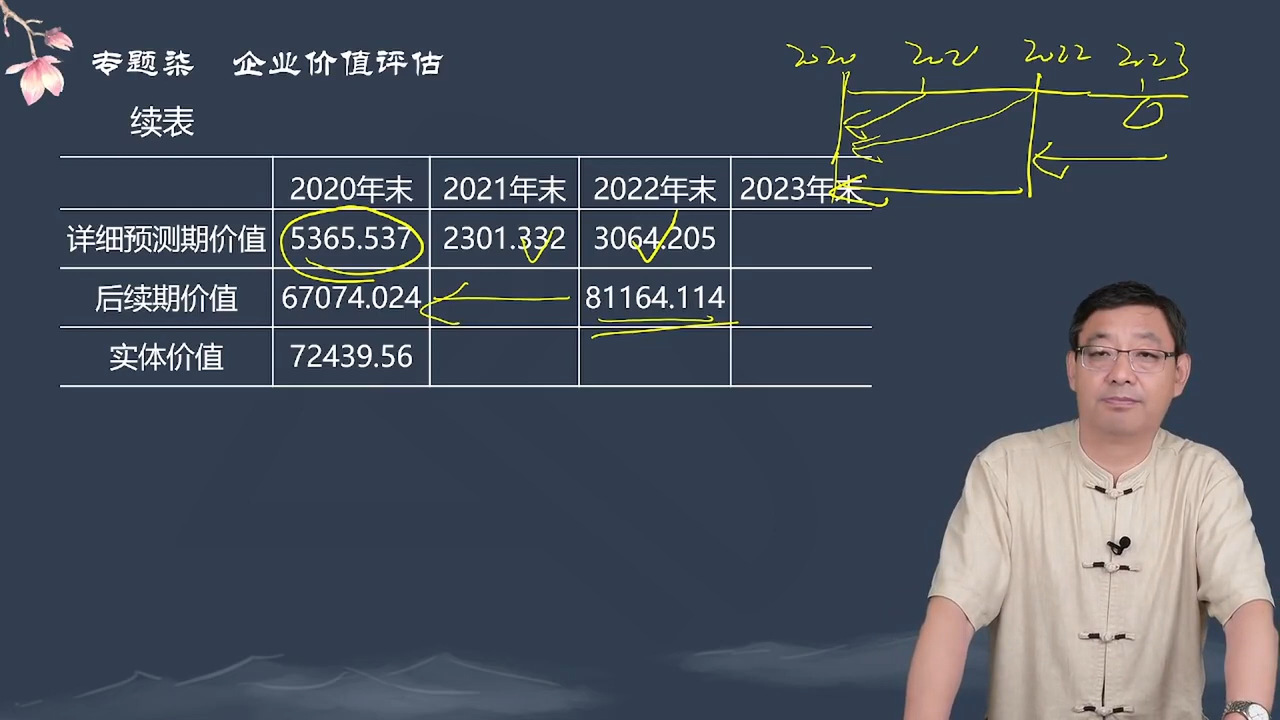 专题柒 企业价值评估
2020 2021 2022 2023
续表
2020年末 2021年末 2022年末 2023年末
详细预测期价值 5365.537 2301.332 3064.205
后续期价值 67074.024 81164.114
实体价值 72439.56